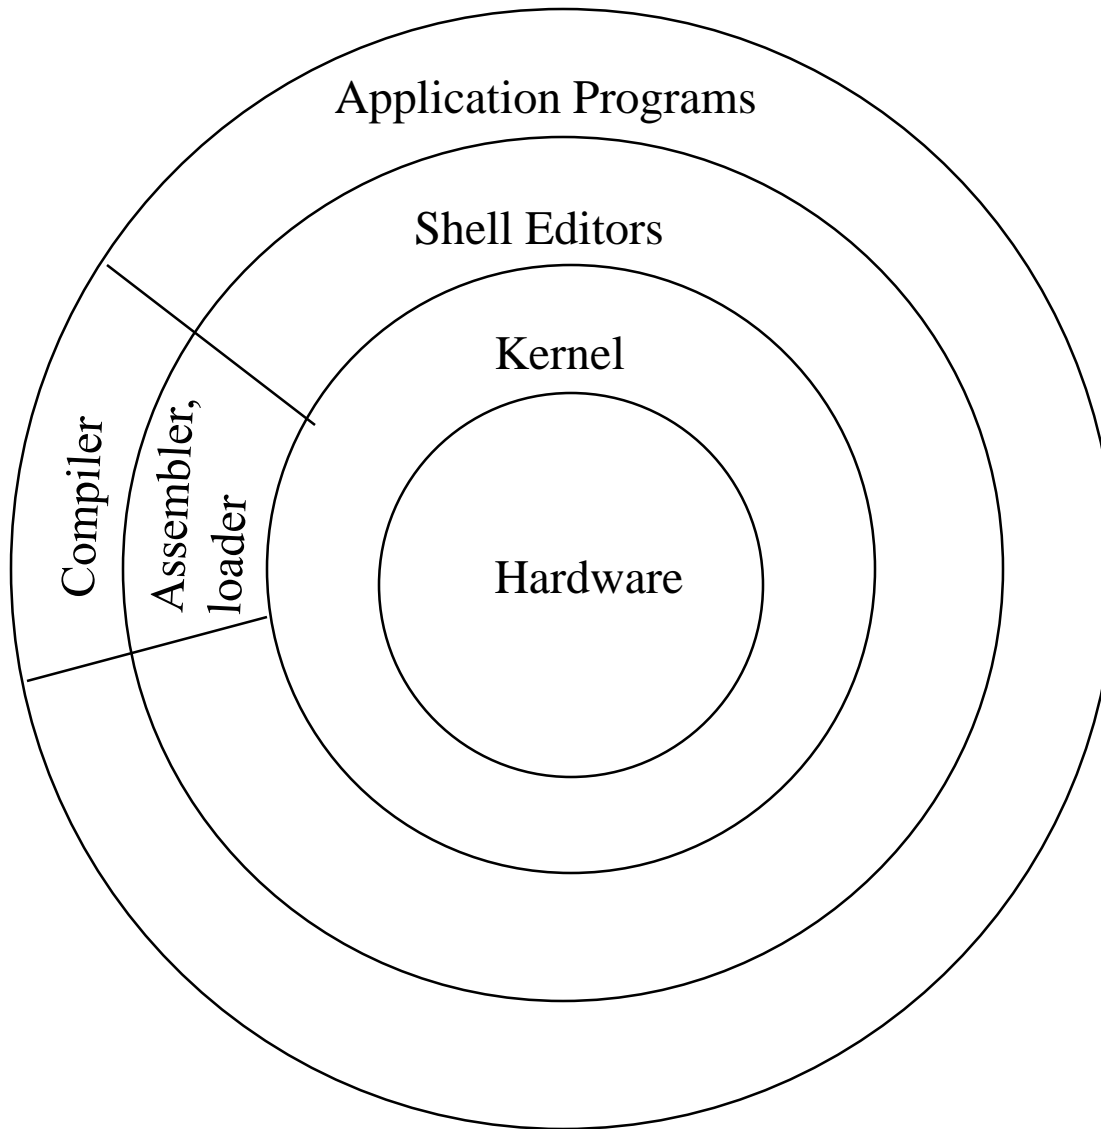 Application Programs
Shell Editors
Kernel
Hardware
Compiler
Assembler,
loader